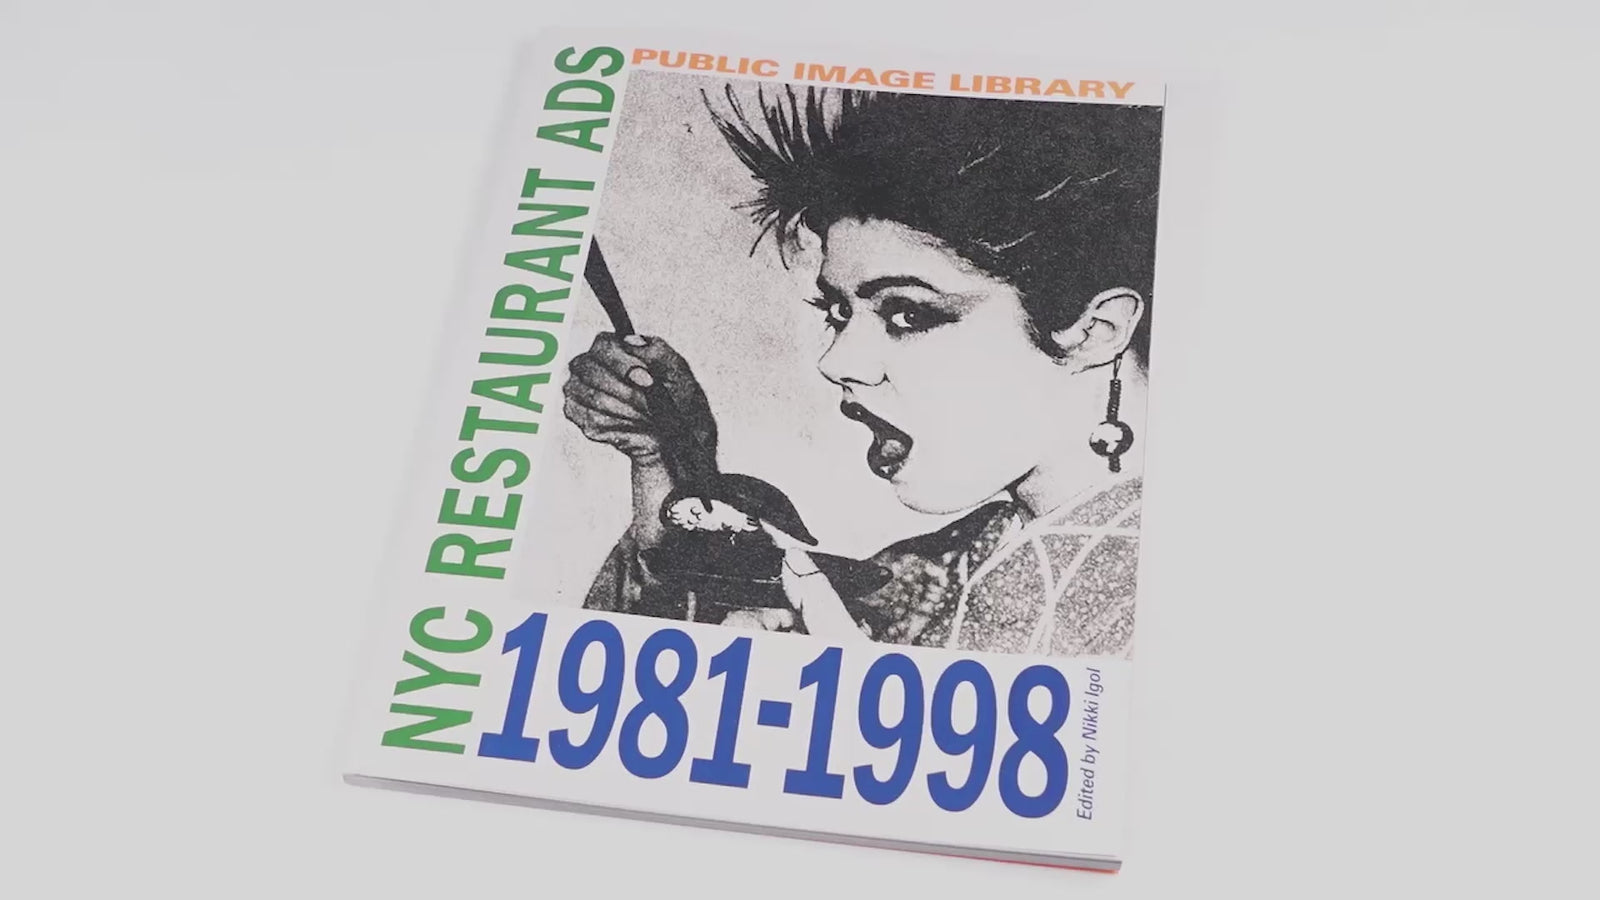 PUBLIC IMAGE LIBRARY
NYC RESTAURANT ADS
1981-1998
Edited by Nikki Igol